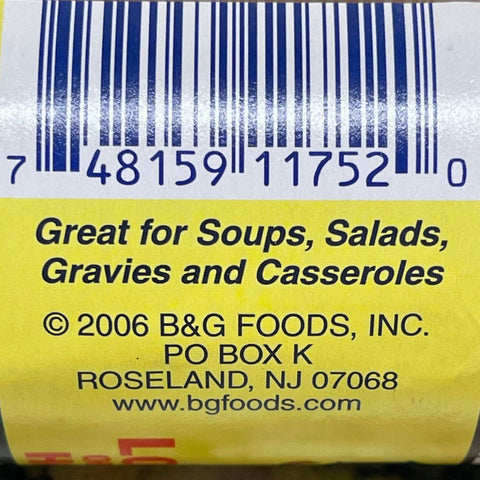 7 48159 11752 0
Great for Soups, Salads,
Gravies and Casseroles
© 2006 B&G FOODS, INC.
PO BOX K
ROSELAND, NJ 07068
www.bgfoods.com